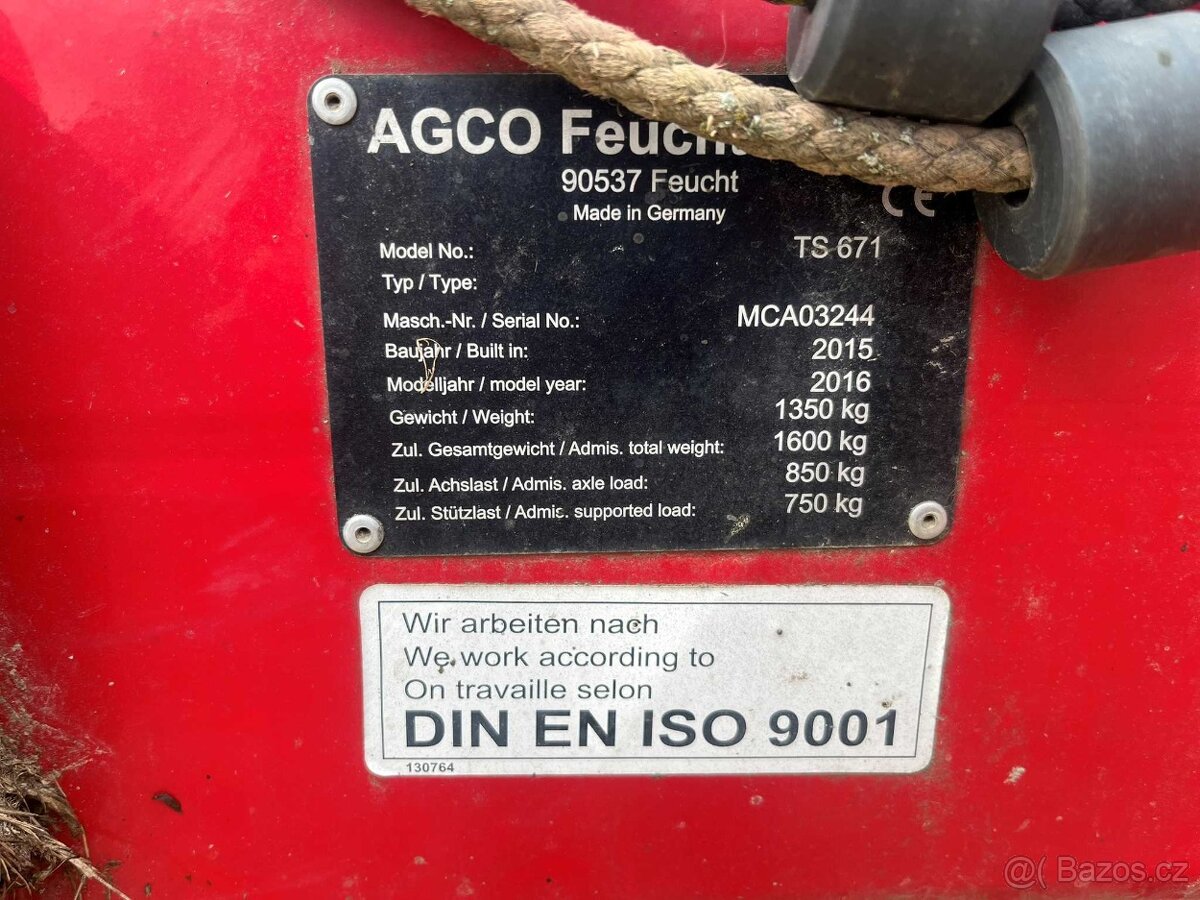 AGCO Feucht
90537 Feucht
Made in Germany
CE
Model No.: TS 671
Typ / Type:
Masch.-Nr. / Serial No.: MCA03244
Baujahr / Built in: 2015
Modelljahr / model year: 2016
Gewicht / Weight: 1350 kg
Zul. Gesamtgewicht / Admis. total weight: 1600 kg
Zul. Achslast / Admis. axle load: 850 kg
Zul. Stützlast / Admis. supported load: 750 kg
Wir arbeiten nach
We work according to
On travaille selon
DIN EN ISO 9001
130764
Bazos.cz